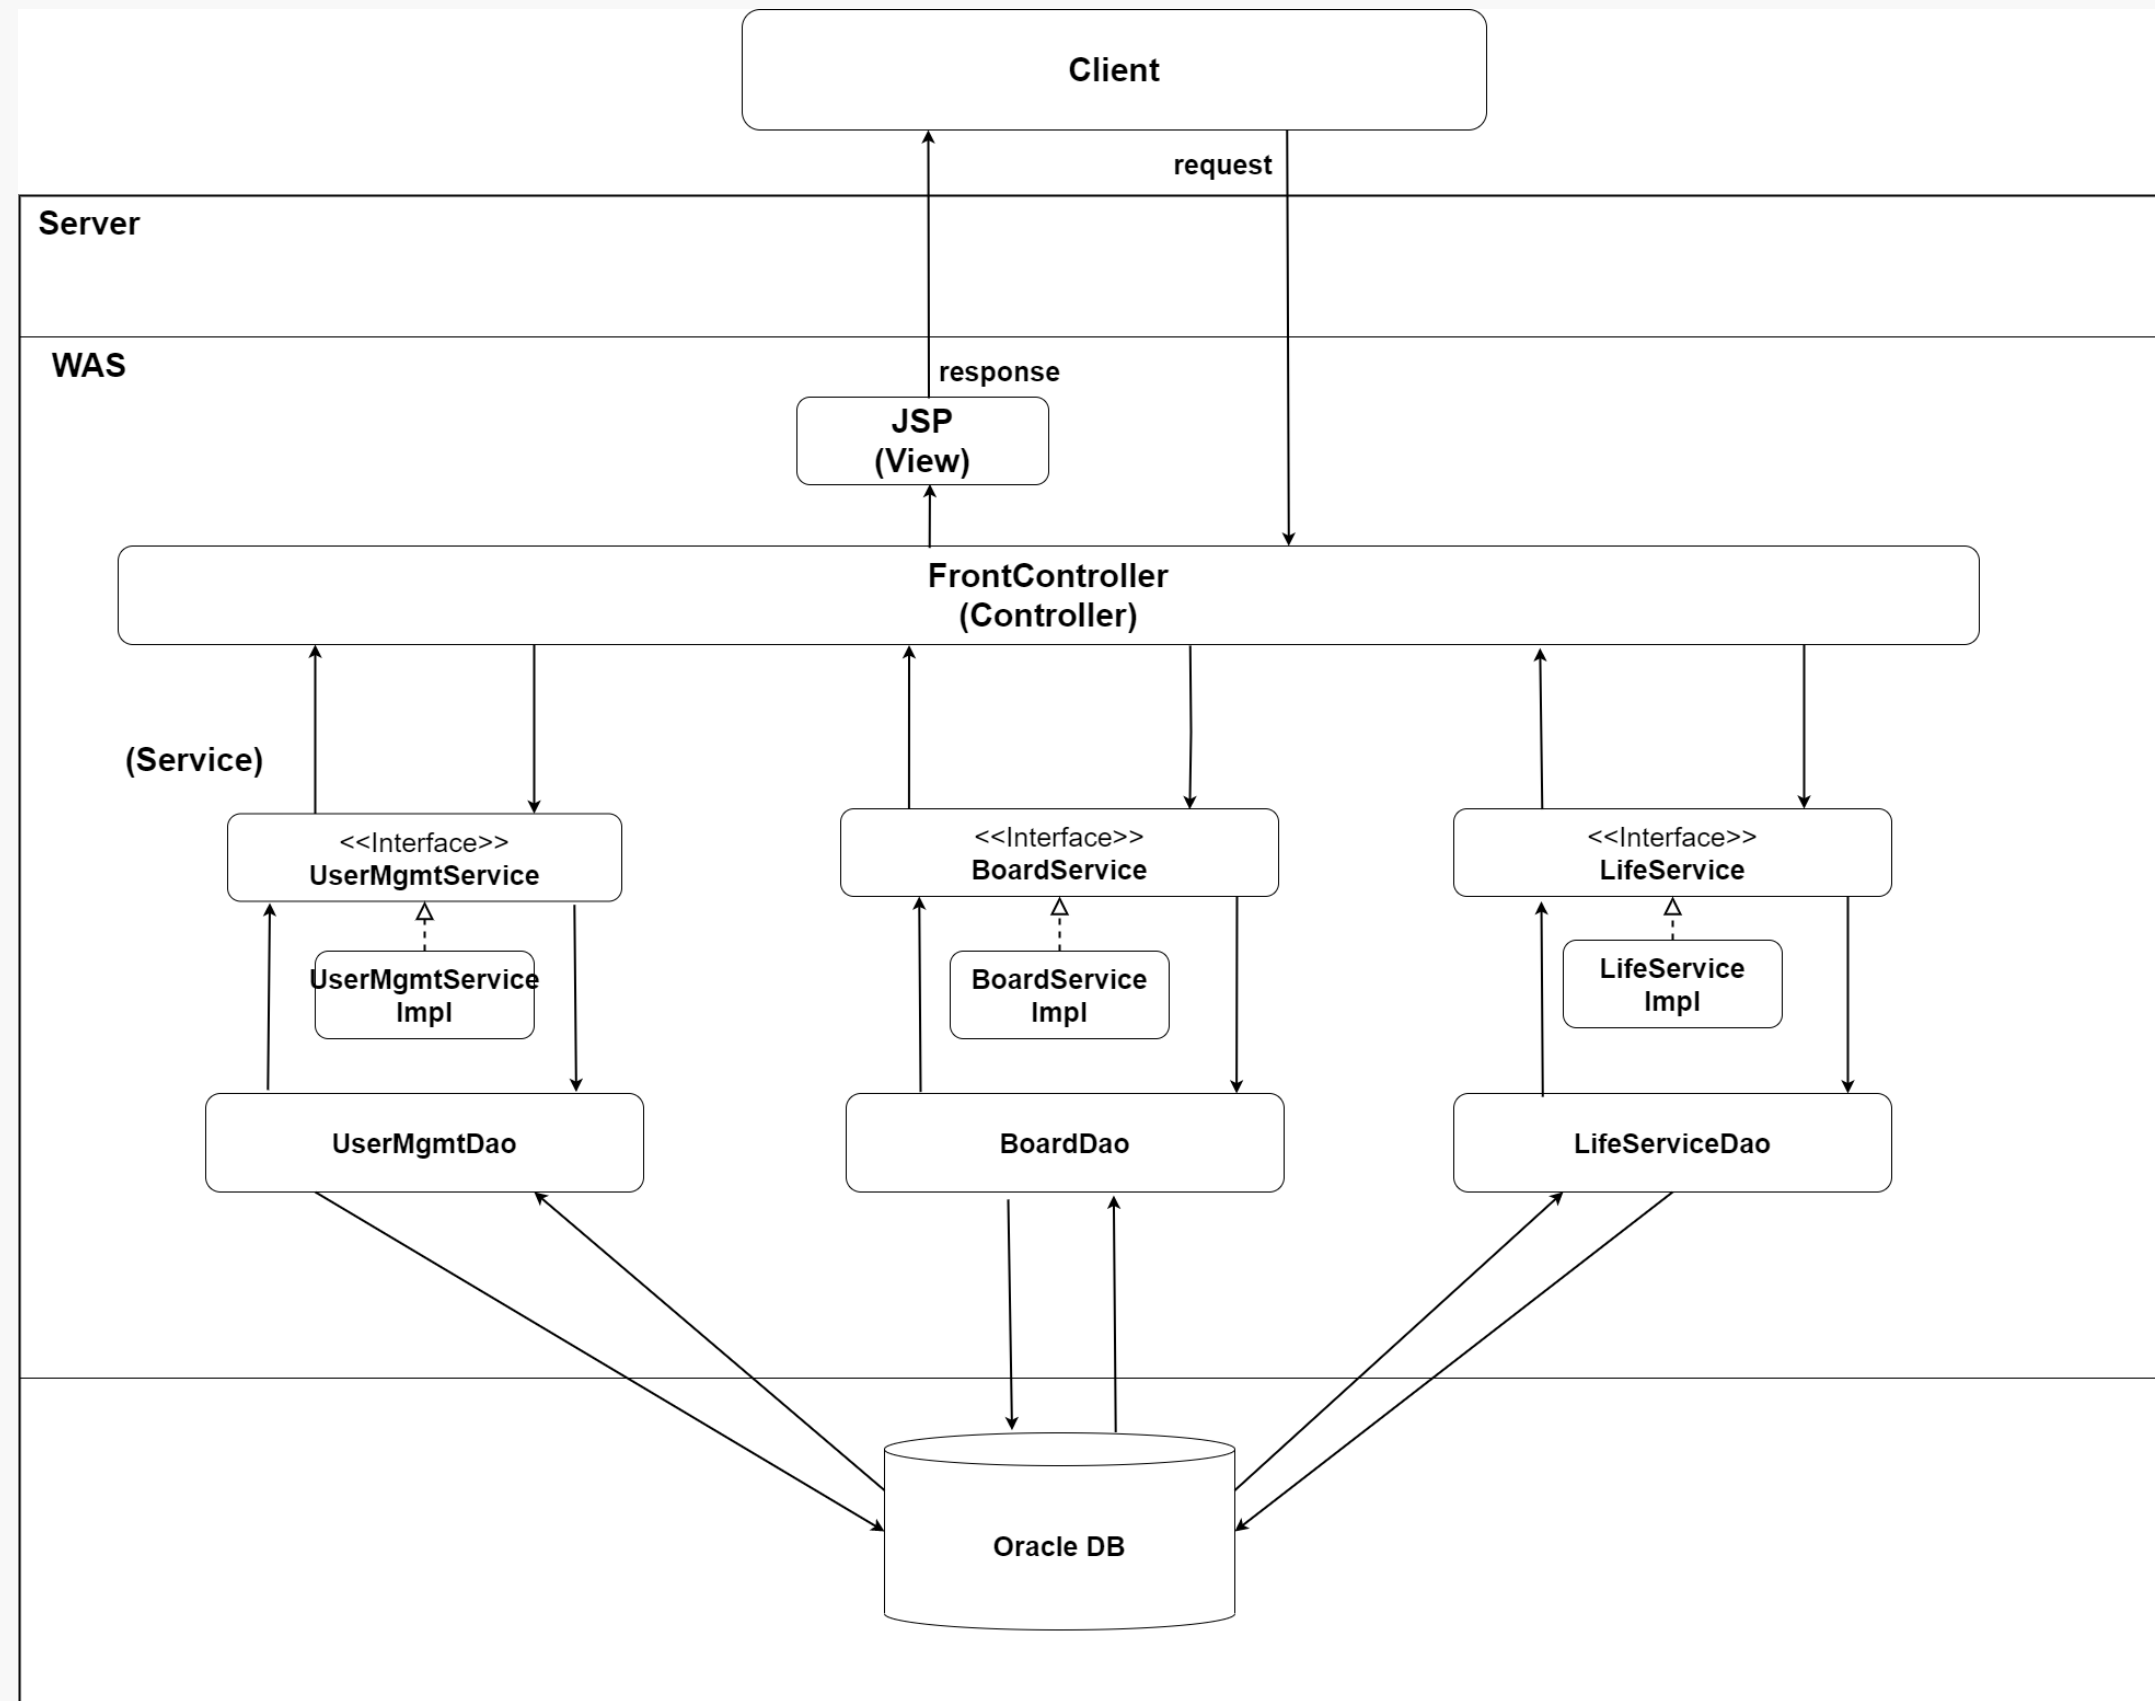 Client
request
Server
WAS
response
JSP
(View)
FrontController
(Controller)
(Service)
<<Interface>>
UserMgmtService
<<Interface>>
BoardService
<<Interface>>
LifeService
UserMgmtService
Impl
BoardService
Impl
LifeService
Impl
UserMgmtDao
BoardDao
LifeServiceDao
Oracle DB